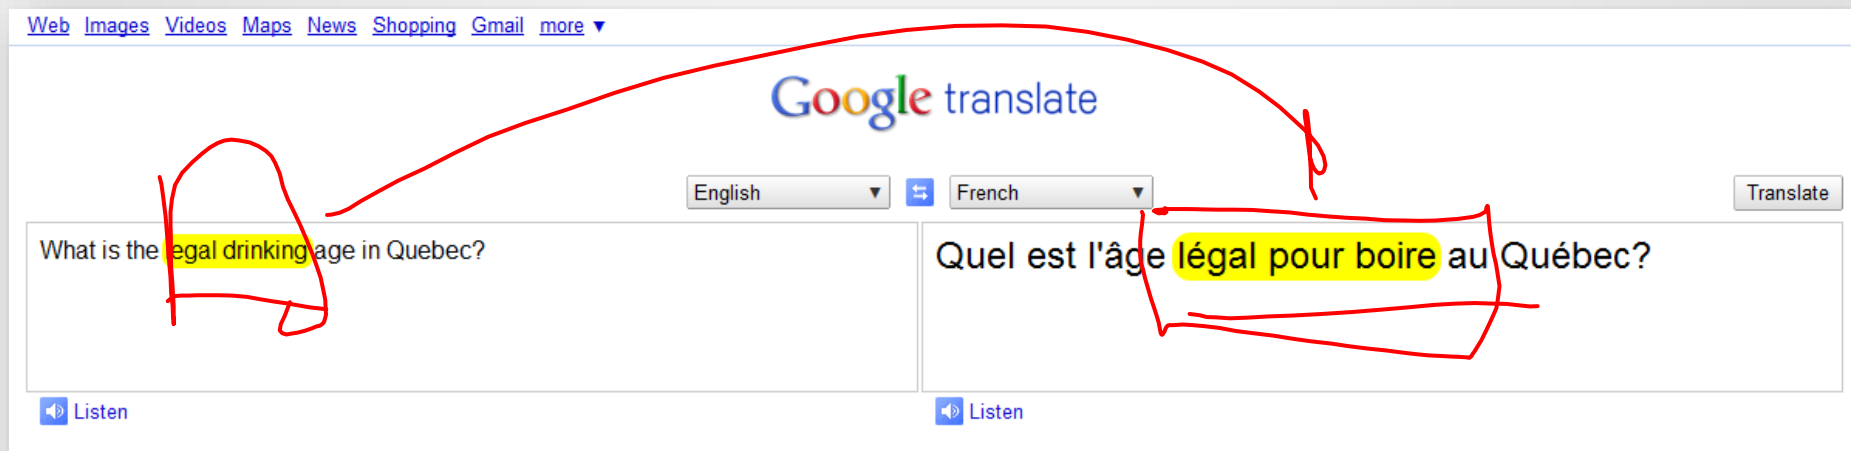 Web Images Videos Maps News Shopping Gmail more ▼
Google translate
English ▼ French ▼ Translate
What is the legal drinking age in Quebec?
Quel est l'âge légal pour boire au Québec?
Listen
Listen